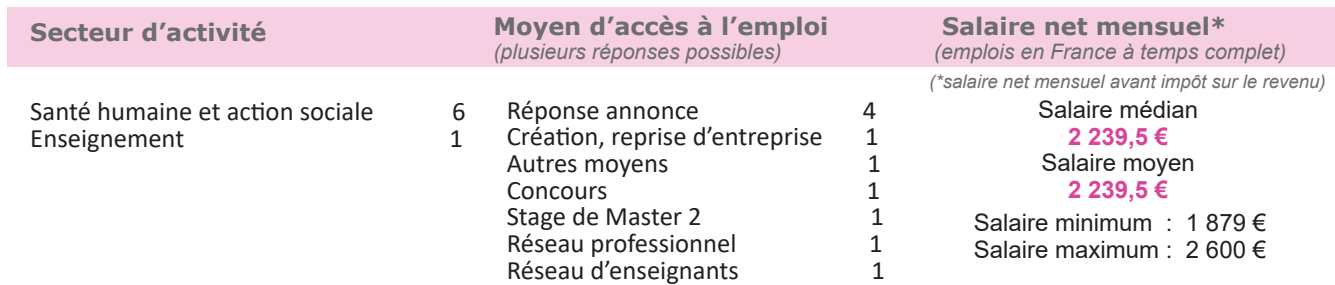 Secteur d'activité
Santé humaine et action sociale 6
Enseignement 1
Moyen d'accès à l'emploi
(plusieurs réponses possibles)
Réponse annonce 4
Création, reprise d'entreprise 1
Autres moyens 1
Concours 1
Stage de Master 2 1
Réseau professionnel 1
Réseau d'enseignants 1
Salaire net mensuel*
(emplois en France à temps complet)
(*salaire net mensuel avant impôt sur le revenu)
Salaire médian
2 239,5 €
Salaire moyen
2 239,5 €
Salaire minimum : 1 879 €
Salaire maximum : 2 600 €